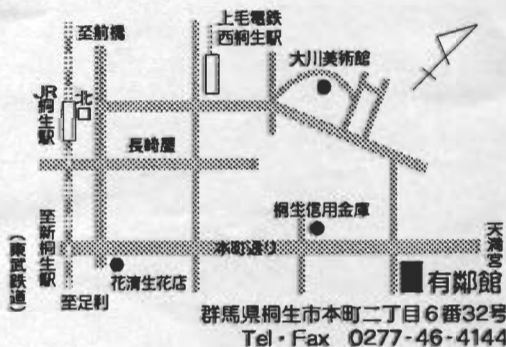 至前橋
上毛電鉄
西桐生駅
大川美術館
JR桐生駅
北口
長崎屋
桐生信用金庫
天満宮
至新桐生駅
(東武鉄道)
本町通り
花清生花店
有鄰館
至足利
群馬県桐生市本町二丁目6番32号
Tel・Fax 0277-46-4144